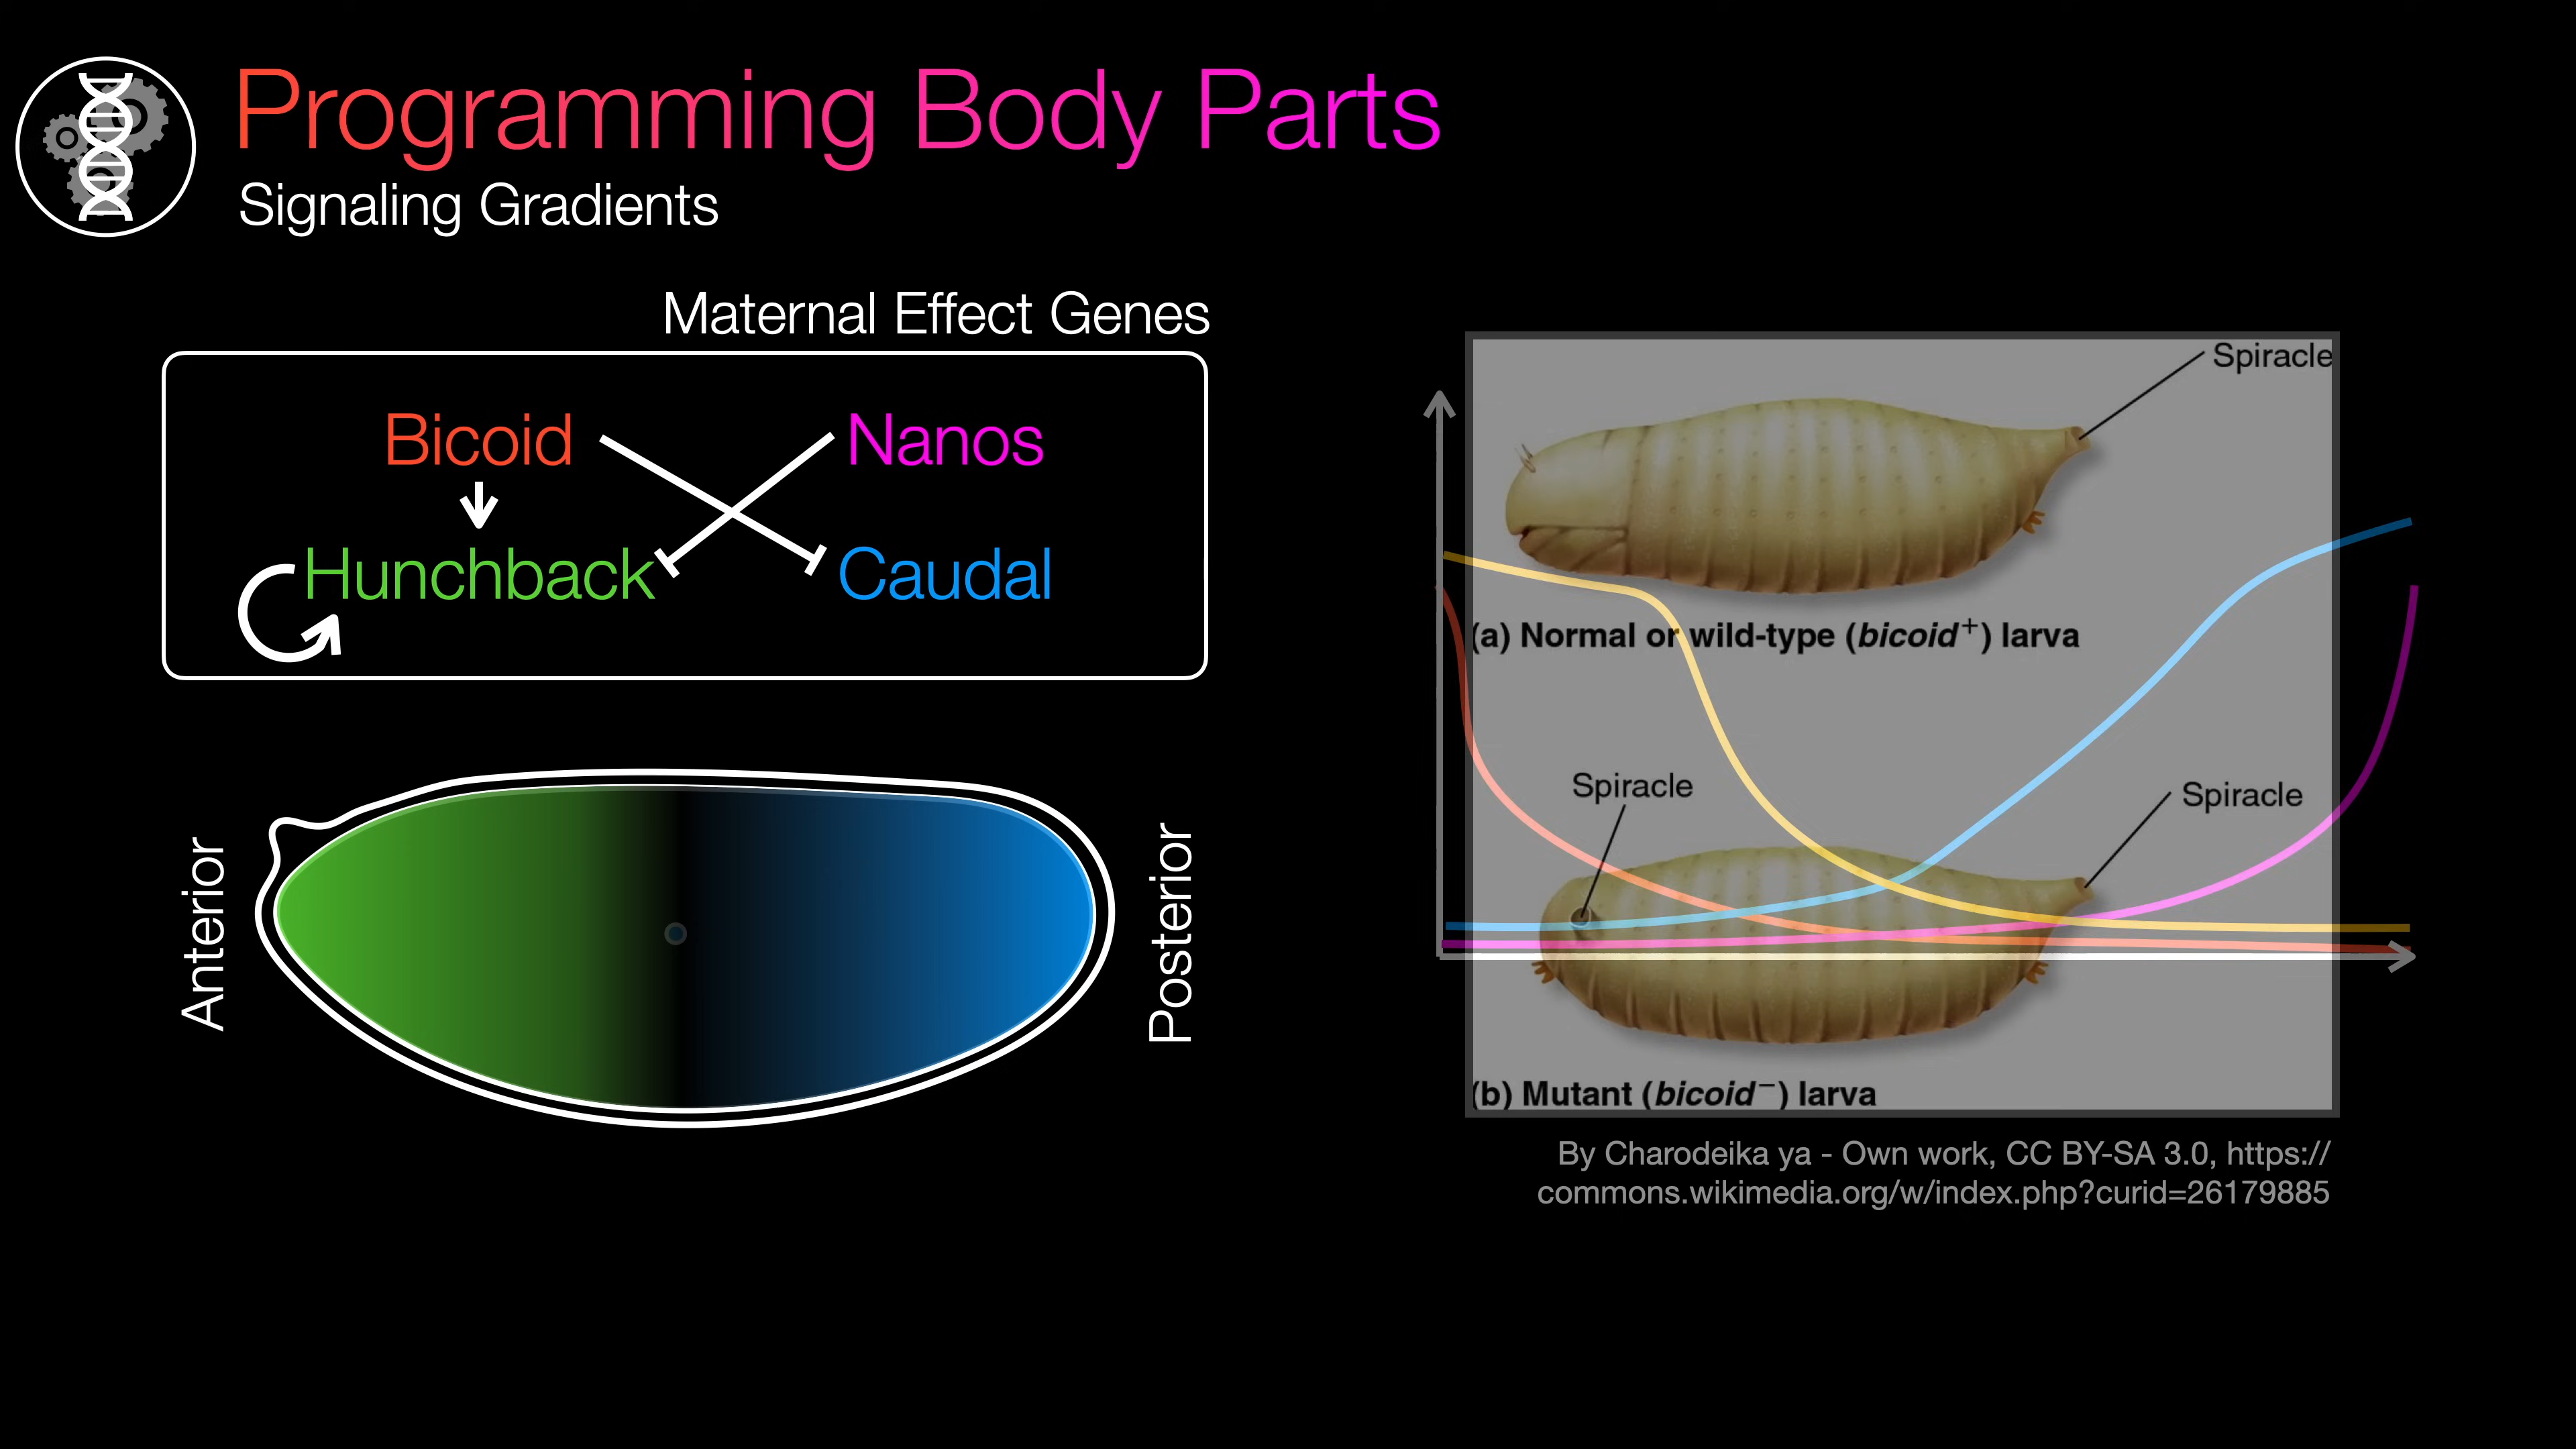 Programming Body Parts
Signaling Gradients
Maternal Effect Genes
Bicoid
Nanos
Hunchback
Caudal
Anterior
Posterior
Spiracle
(a) Normal or wild-type (bicoid⁺) larva
Spiracle
Spiracle
(b) Mutant (bicoid⁻) larva
By Charodeika ya - Own work, CC BY-SA 3.0, https://
commons.wikimedia.org/w/index.php?curid=26179885